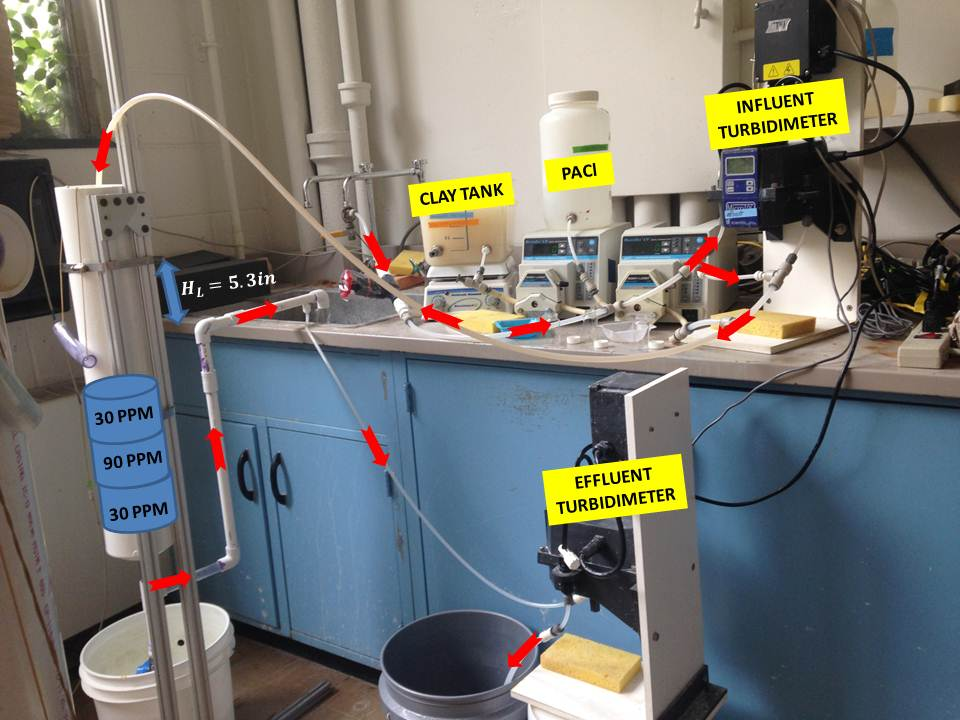 INFLUENT
TURBIDIMETER
PACl
CLAY TANK
H_L = 5.3in
30 PPM
90 PPM
30 PPM
EFFLUENT
TURBIDIMETER